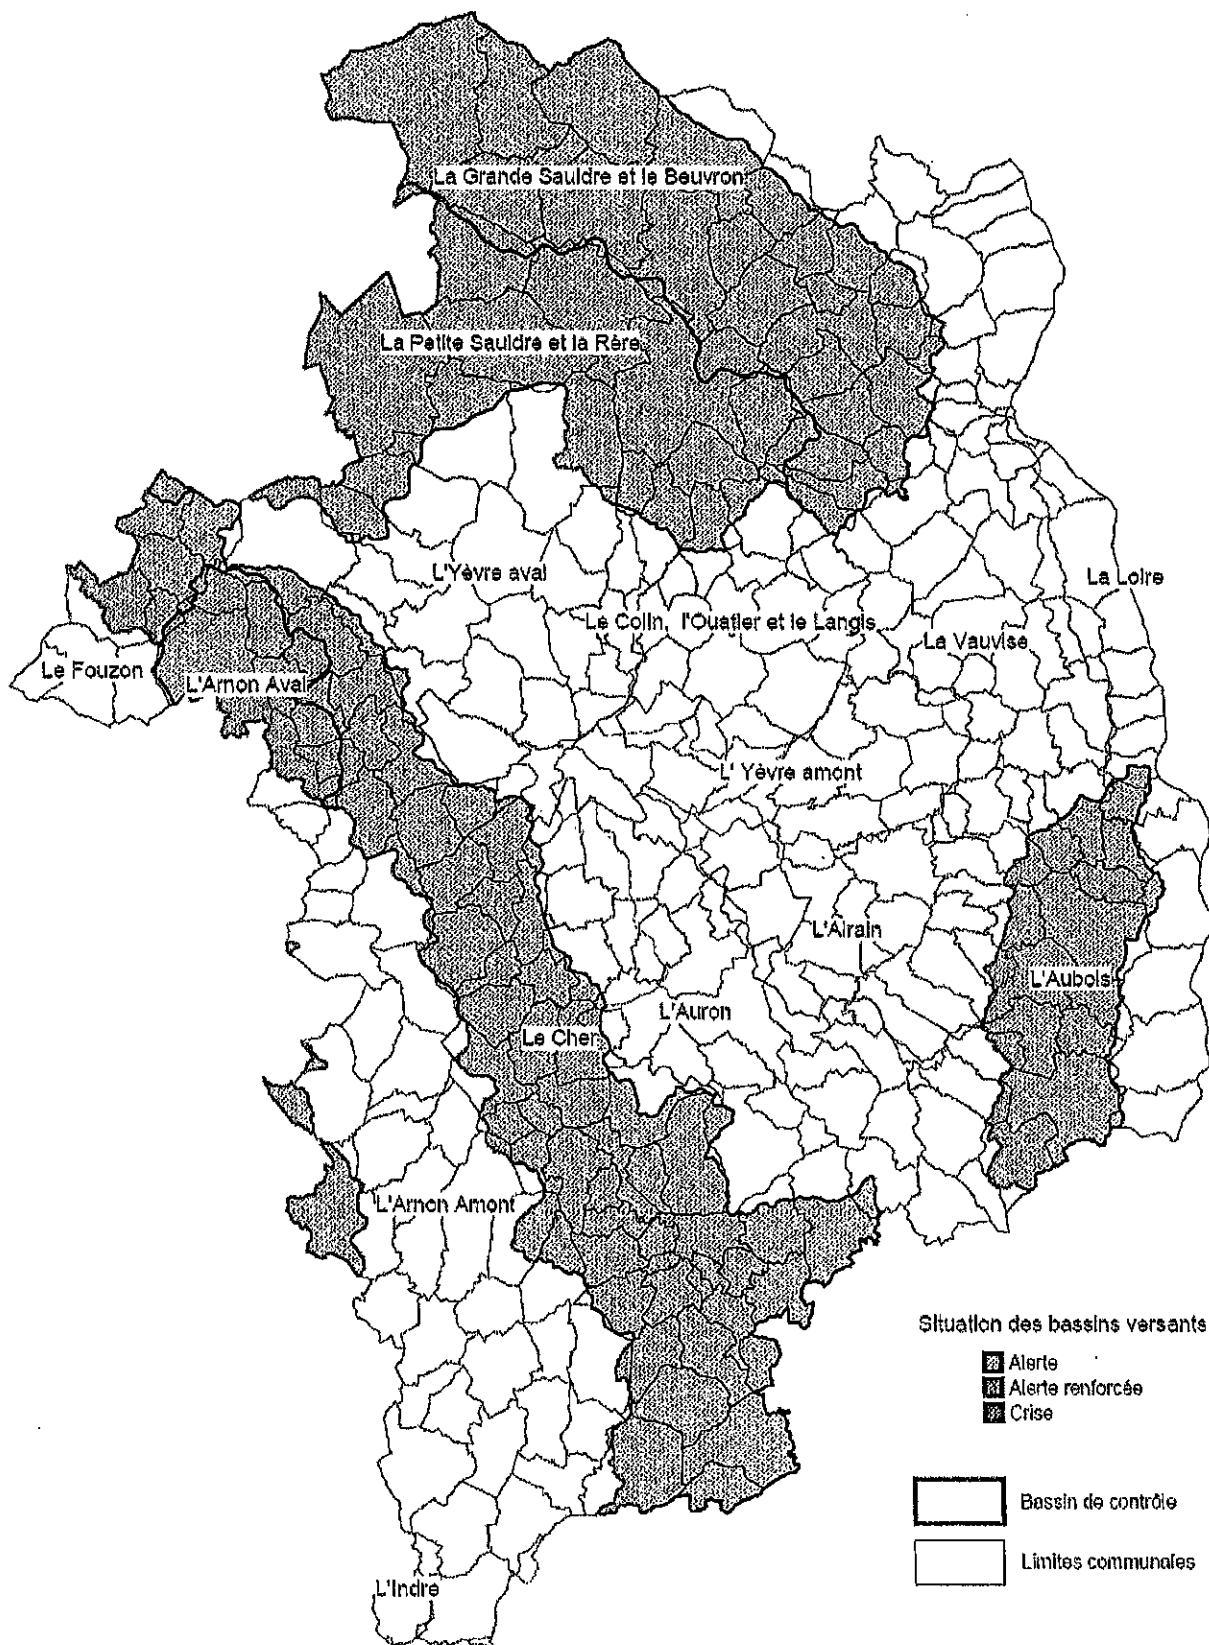 La Grande Sauldre et le Beuvron
La Petite Sauldre et la Rère
L'Yèvre aval
La Loire
Le Colin, l'Ouatier et le Langis
La Vauvise
Le Fouzon
L'Arnon Aval
L' Yèvre amont
L'Airain
L'Aubois
L'Auron
Le Cher
L'Arnon Amont
Situation des bassins versants
Alerte
Alerte renforcée
Crise
Bassin de contrôle
Limites communales
L'Indre